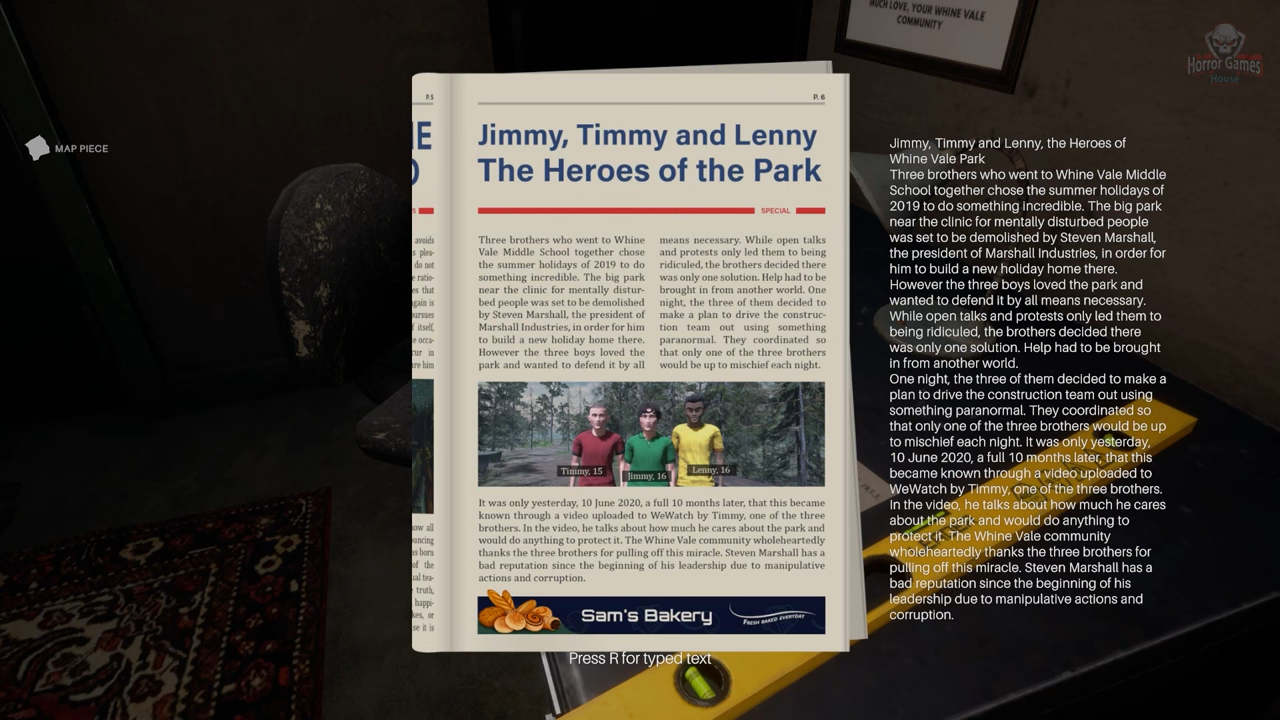 MUCH LOVE, YOUR WHINE VALE
COMMUNITY
Horror Games
House
MAP PIECE
P.5
avoids
do not
again is
itself,
cur in
P. 6
Jimmy, Timmy and Lenny
The Heroes of the Park
SPECIAL
Three brothers who went to Whine
Vale Middle School together chose
the summer holidays of 2019 to do
something incredible. The big park
near the clinic for mentally distur-
bed people was set to be demolished
by Steven Marshall, the president of
Marshall Industries, in order for him
to build a new holiday home there.
However the three boys loved the
park and wanted to defend it by all
means necessary. While open talks
and protests only led them to being
ridiculed, the brothers decided there
was only one solution. Help had to be
brought in from another world. One
night, the three of them decided to
make a plan to drive the construc-
tion team out using something
paranormal. They coordinated so
that only one of the three brothers
would be up to mischief each night.
Timmy, 15
Jimmy, 16
Lenny, 16
It was only yesterday, 10 June 2020, a full 10 months later, that this became
known through a video uploaded to WeWatch by Timmy, one of the three
brothers. In the video, he talks about how much he cares about the park and
would do anything to protect it. The Whine Vale community wholeheartedly
thanks the three brothers for pulling off this miracle. Steven Marshall has a
bad reputation since the beginning of his leadership due to manipulative
actions and corruption.
Sam's Bakery
FRESH BAKED EVERYDAY
Press R for typed text
Jimmy, Timmy and Lenny, the Heroes of
Whine Vale Park
Three brothers who went to Whine Vale Middle
School together chose the summer holidays of
2019 to do something incredible. The big park
near the clinic for mentally disturbed people
was set to be demolished by Steven Marshall,
the president of Marshall Industries, in order for
him to build a new holiday home there.
However the three boys loved the park and
wanted to defend it by all means necessary.
While open talks and protests only led them to
being ridiculed, the brothers decided there
was only one solution. Help had to be brought
in from another world.
One night, the three of them decided to make a
plan to drive the construction team out using
something paranormal. They coordinated so
that only one of the three brothers would be up
to mischief each night. It was only yesterday,
10 June 2020, a full 10 months later, that this
became known through a video uploaded to
WeWatch by Timmy, one of the three brothers.
In the video, he talks about how much he cares
about the park and would do anything to
protect it. The Whine Vale community
wholeheartedly thanks the three brothers for
pulling off this miracle. Steven Marshall has a
bad reputation since the beginning of his
leadership due to manipulative actions and
corruption.